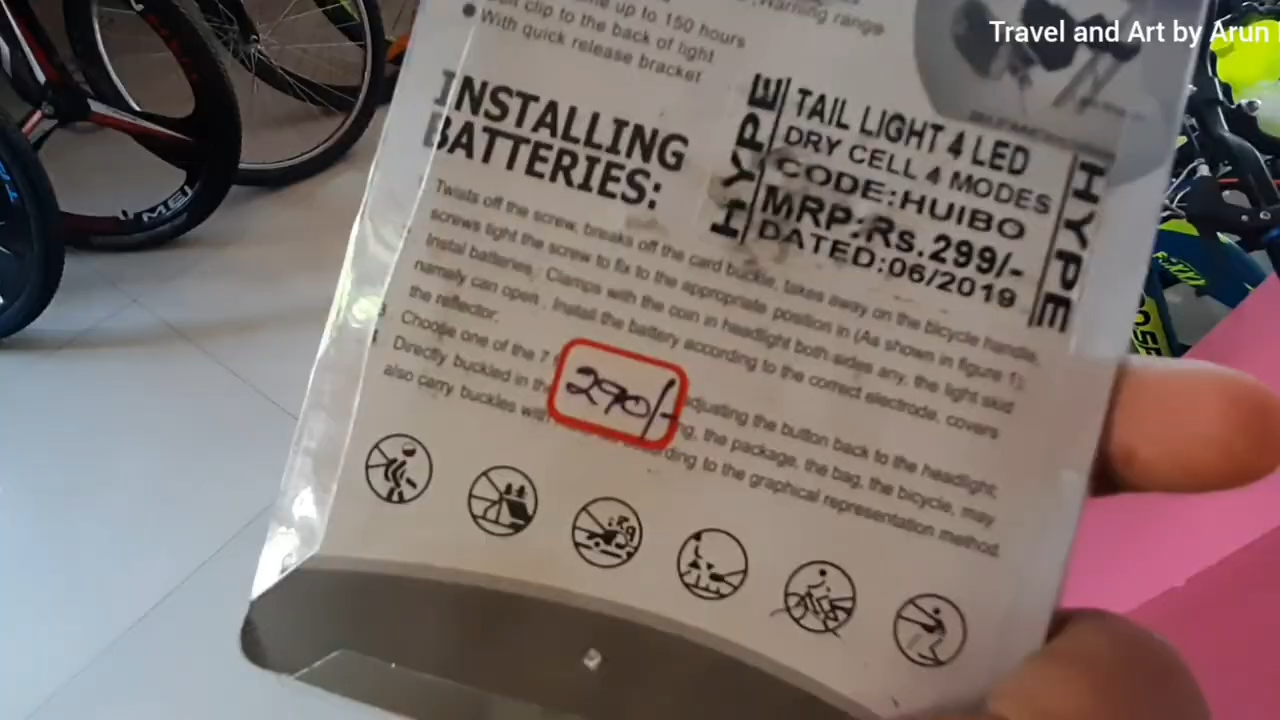 Travel and Art by Arun
Warning range
up to 150 hours
clip to the back of light
With quick release bracket
INSTALLING
BATTERIES:
HYPE
TAIL LIGHT 4 LED
DRY CELL 4 MODES
CODE:HUIBO
MRP:Rs.299/-
DATED:06/2019
HYPE
Twists off the screw, breaks off the card buckle, takes away on the bicycle handle,
screws tight the screw to fix to the appropriate position in (As shown in figure 1);
Instal batteries: Clamps with the coin in headlight both sides any, the light skid
namely can open . Install the battery according to the correct electrode, covers
the reflector.
Choose one of the 7 adjusting the button back to the headlight;
Directly buckled in the the package, the bag, the bicycle, may
also carry buckles with to the graphical representation method.
290/-